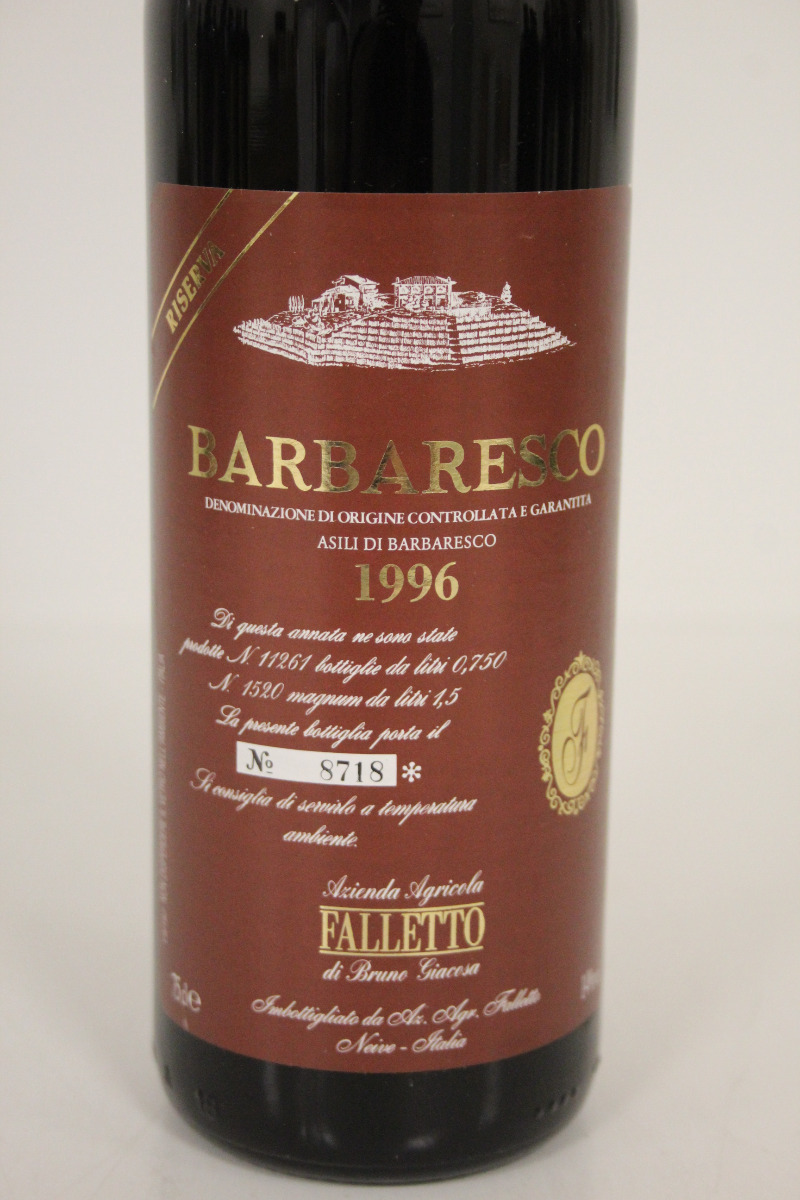 RISERVA
BARBARESCO
DENOMINAZIONE DI ORIGINE CONTROLLATA E GARANTITA
ASILI DI BARBARESCO
1996
Di questa annata ne sono state
prodotte N. 11261 bottiglie da litri 0,750
N. 1520 magnum da litri 1,5
La presente bottiglia porta il
No 8718 *
Si consiglia di servirlo a temperatura
ambiente.
F
Azienda Agricola
FALLETTO
di Bruno Giacosa
75cl e
Imbottigliato da Az. Agr. Falletto
Neive - Italia